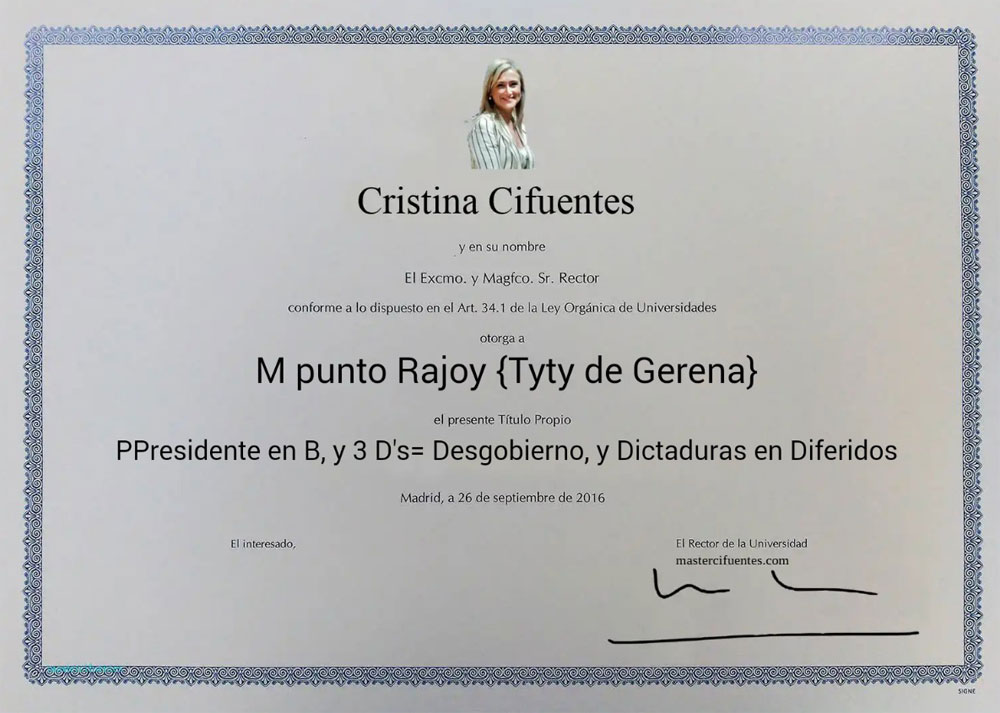 Cristina Cifuentes
y en su nombre
El Excmo. y Magfco. Sr. Rector
conforme a lo dispuesto en el Art. 34.1 de la Ley Orgánica de Universidades
otorga a
M punto Rajoy {Tyty de Gerena}
el presente Título Propio
PPresidente en B, y 3 D's= Desgobierno, y Dictaduras en Diferidos
Madrid, a 26 de septiembre de 2016
El interesado,
El Rector de la Universidad
mastercifuentes.com
SIGNE